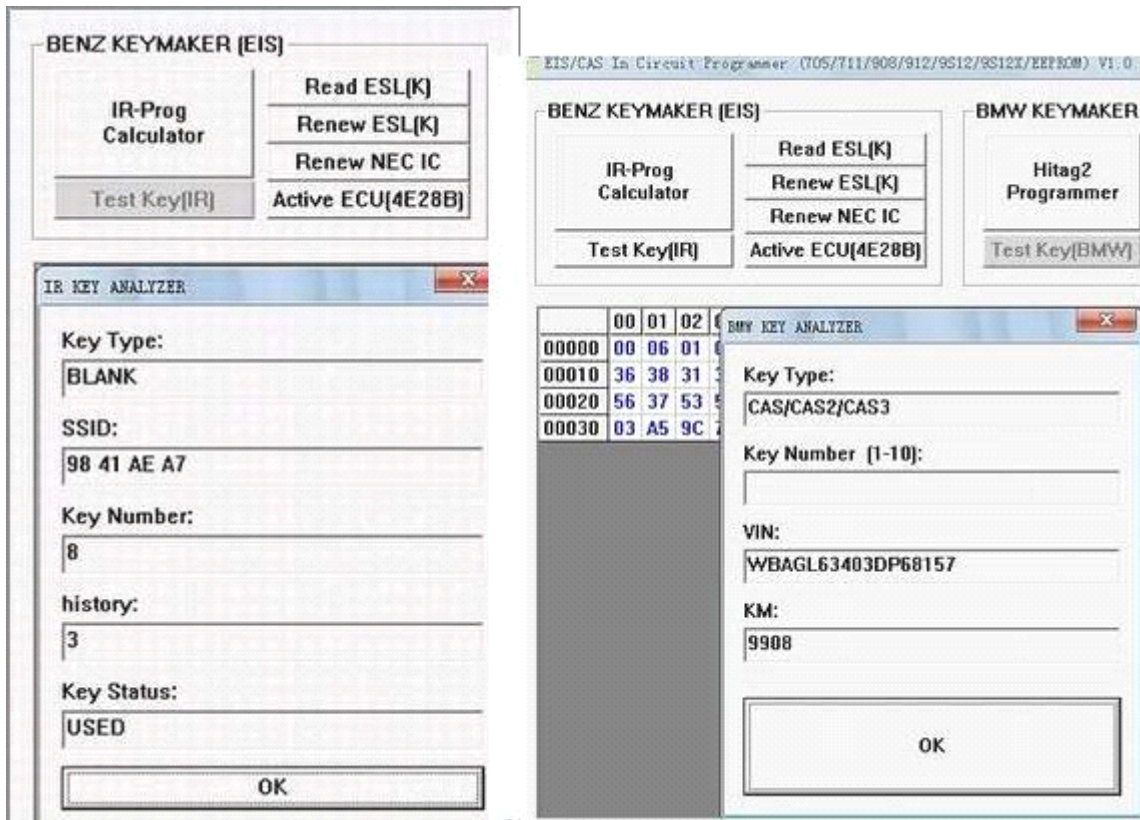 BENZ KEYMAKER (EIS)
IR-Prog
Calculator
Read ESL(K)
Renew ESL(K)
Renew NEC IC
Test Key(IR)
Active ECU(4E28B)
IR KEY ANALYZER
Key Type:
BLANK
SSID:
98 41 AE A7
Key Number:
8
history:
3
Key Status:
USED
OK
EIS/CAS In Circuit Programmer (705/711/908/912/9S12/9S12X/EEPROM) V1.0.
BENZ KEYMAKER (EIS)
IR-Prog
Calculator
Read ESL(K)
Renew ESL(K)
Renew NEC IC
Test Key(IR)
Active ECU(4E28B)
BMW KEYMAKER
Hitag2
Programmer
Test Key(BMW)
00 01 02
00000 00 06 01
00010 36 38 31
00020 56 37 53
00030 03 A5 9C
BMW KEY ANALYZER
Key Type:
CAS/CAS2/CAS3
Key Number (1-10):
VIN:
WBAGL63403DP68157
KM:
9908
OK